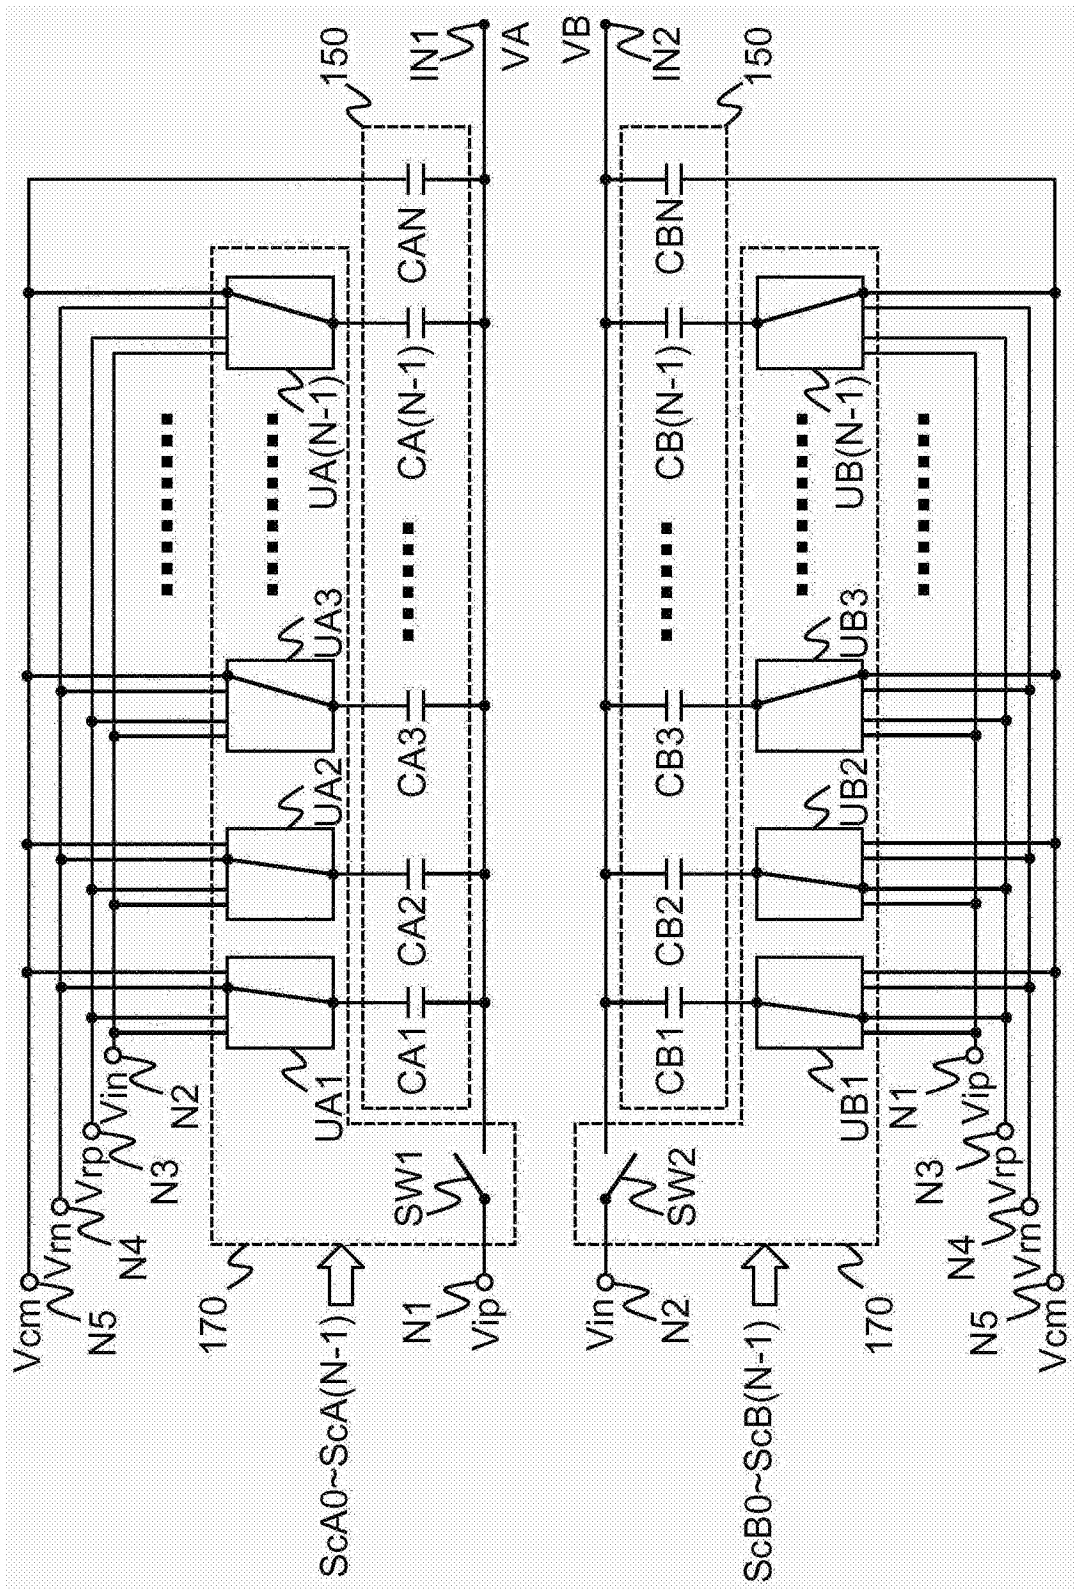 Vcm
Vrn
Vrp
Vin
N5
N4
N3
N2
170
ScA0~ScA(N-1)
UA1
UA2
UA3
UA(N-1)
150
N1
SW1
CA1
CA2
CA3
CA(N-1)
CAN
IN1
Vip
VA
VB
Vin
N2
SW2
CB1
CB2
CB3
CB(N-1)
CBN
IN2
ScB0~ScB(N-1)
150
170
UB1
UB2
UB3
UB(N-1)
N1
N3
N4
Vip
N5
Vrp
Vrn
Vcm